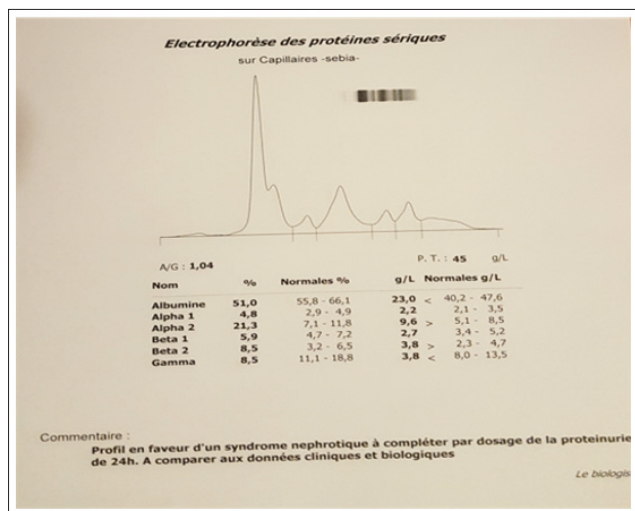 Electrophorèse des protéines sériques
sur Capillaires -sebia-
A/G : 1,04 P. T. : 45 g/L
Nom % Normales % g/L Normales g/L
Albumine 51,0 55,8 - 66,1 23,0 < 40,2 - 47,6
Alpha 1 4,8 2,9 - 4,9 2,2 2,1 - 3,5
Alpha 2 21,3 7,1 - 11,8 9,6 > 5,1 - 8,5
Beta 1 5,9 4,7 - 7,2 2,7 3,4 - 5,2
Beta 2 8,5 3,2 - 6,5 3,8 > 2,3 - 4,7
Gamma 8,5 11,1 - 18,8 3,8 < 8,0 - 13,5
Commentaire :
Profil en faveur d'un syndrome nephrotique à compléter par dosage de la proteinurie
de 24h. A comparer aux données cliniques et biologiques
Le biologis